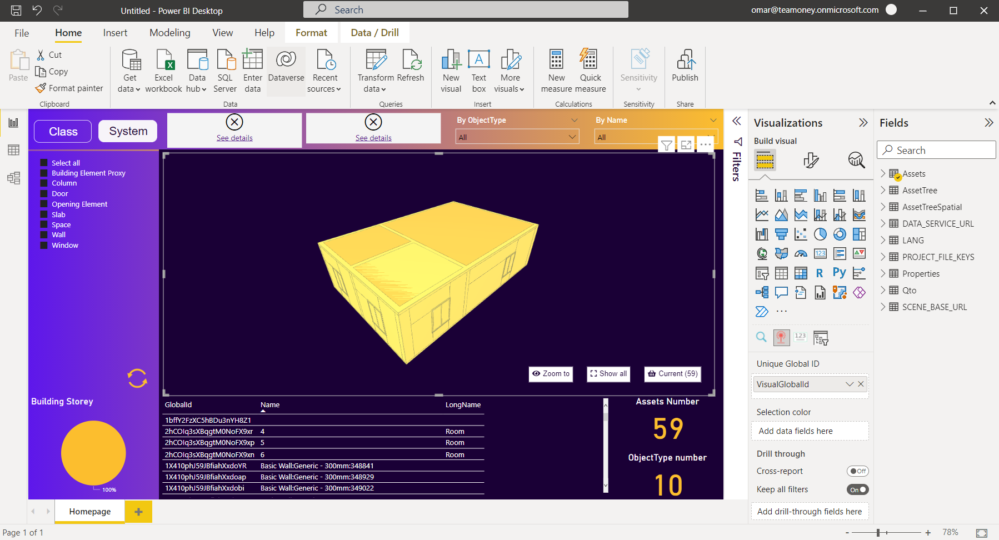 Untitled - Power BI Desktop
Search
omar@teamoney.onmicrosoft.com
File
Home
Insert
Modeling
View
Help
Format
Data / Drill
Paste
Cut
Copy
Format painter
Clipboard
Get data
Excel workbook
Data hub
SQL Server
Enter data
Dataverse
Recent sources
Data
Transform data
Refresh
Queries
New visual
Text box
More visuals
Insert
New measure
Quick measure
Calculations
Sensitivity
Sensitivity
Publish
Share
Class
System
See details
See details
By ObjectType
All
By Name
All
Select all
Building Element Proxy
Column
Door
Opening Element
Slab
Space
Wall
Window
Zoom to
Show all
Current (59)
Building Storey
100%
GlobalId Name LongName
1bffY2FzXC5hBDu3nYH8Z1
2hCOIq3sXBqgtM0NoFX9xr 4 Room
2hCOIq3sXBqgtM0NoFX9xp 5 Room
2hCOIq3sXBqgtM0NoFX9xn 6 Room
1X410phJ59JBfiahXxdoYR Basic Wall:Generic - 300mm:348841
1X410phJ59JBfiahXxdoap Basic Wall:Generic - 300mm:348929
1X410phJ59JBfiahXxdobi Basic Wall:Generic - 300mm:349022
Assets Number
59
ObjectType number
10
Filters
Visualizations
Build visual
123
R
Py
123
Unique Global ID
VisualGlobalId
Selection color
Add data fields here
Drill through
Cross-report
Off
Keep all filters
On
Add drill-through fields here
Fields
Search
Assets
AssetTree
AssetTreeSpatial
DATA_SERVICE_URL
LANG
PROJECT_FILE_KEYS
Properties
Qto
SCENE_BASE_URL
Homepage
Page 1 of 1
78%